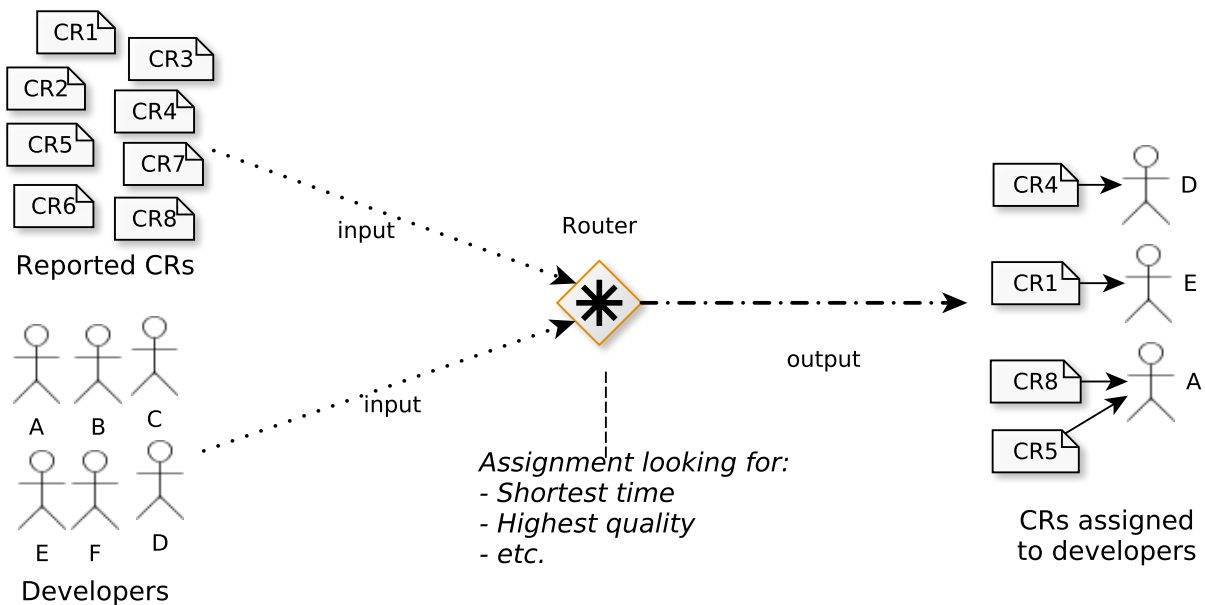 CR1
CR3
CR2
CR4
CR5
CR7
CR6
CR8
Reported CRs
A
B
C
E
F
D
Developers
input
input
Router
Assignment looking for:
- Shortest time
- Highest quality
- etc.
output
CR4
D
CR1
E
CR8
A
CR5
CRs assigned
to developers